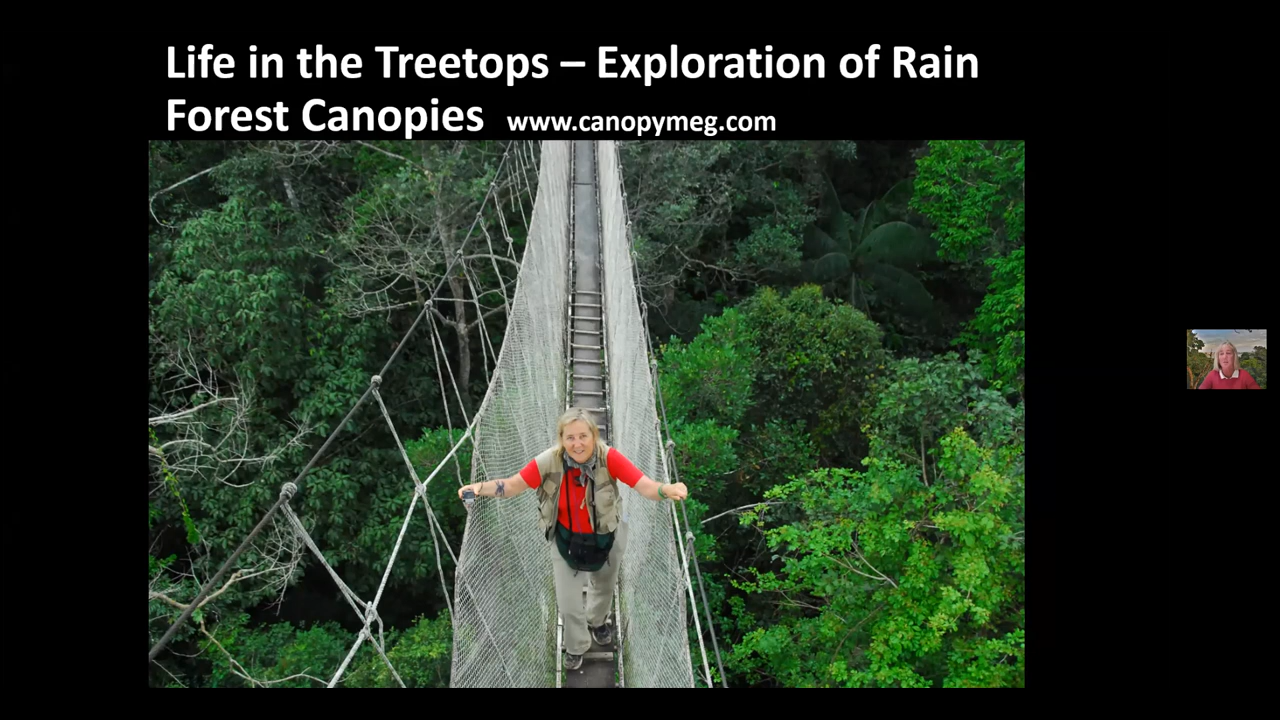 Life in the Treetops – Exploration of Rain
Forest Canopies www.canopymeg.com